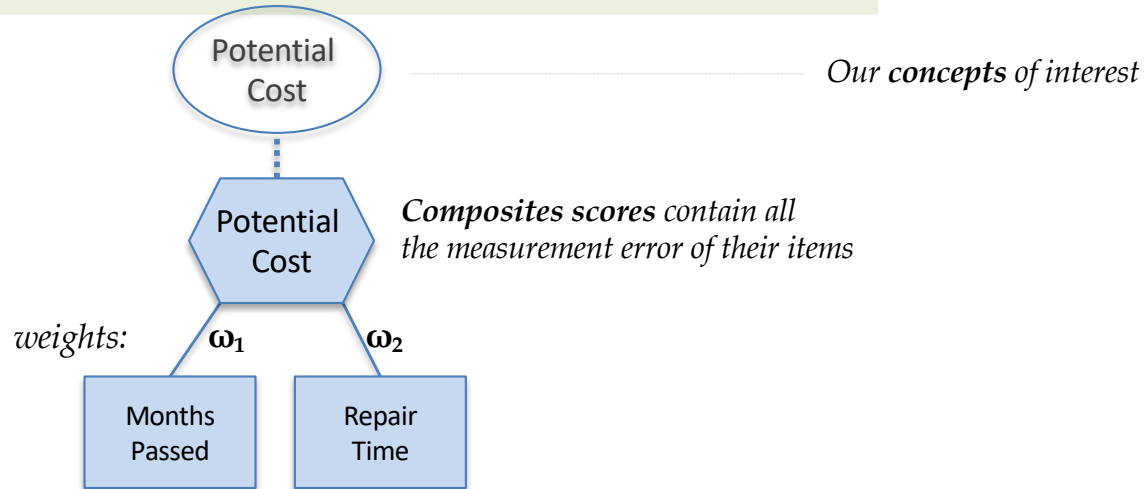 Potential
Cost
Our concepts of interest
Potential
Cost
Composites scores contain all
the measurement error of their items
weights:
ω1
ω2
Months
Passed
Repair
Time